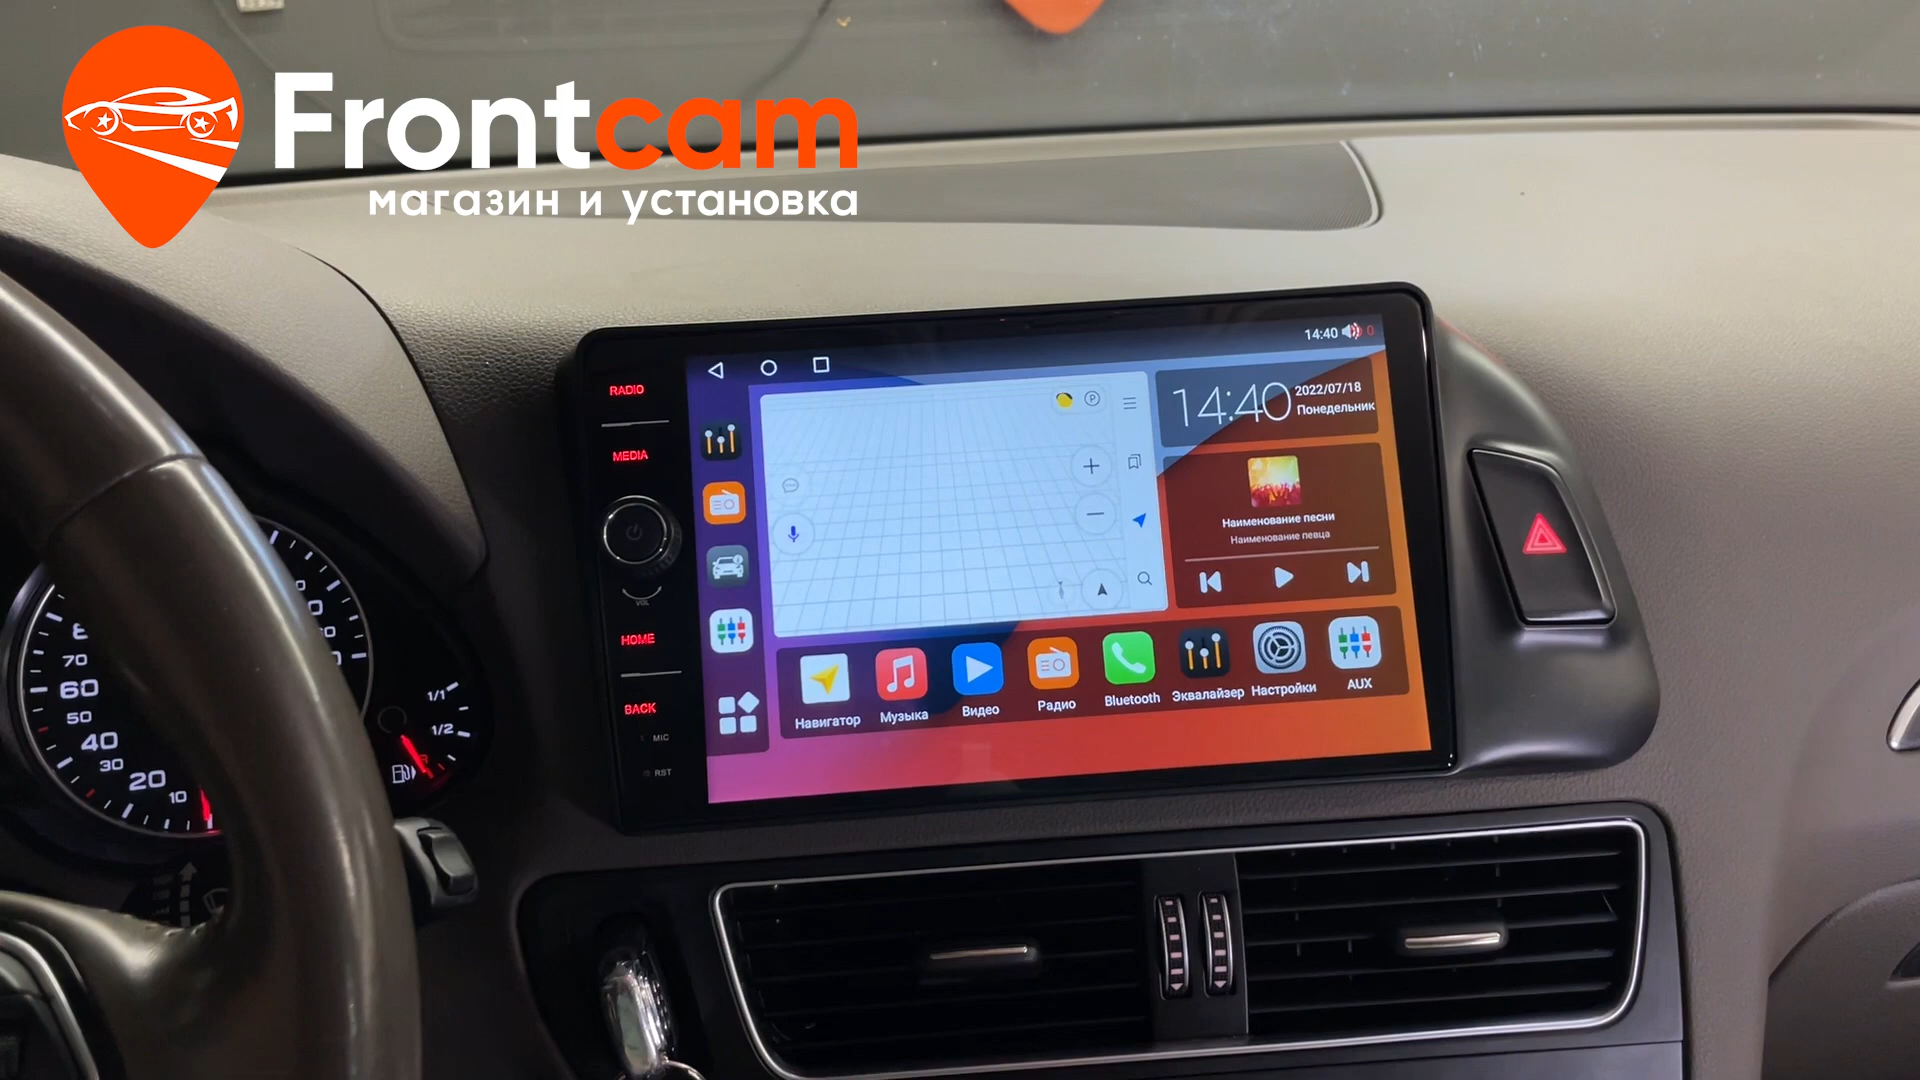 Frontcam
магазин и установка
14:40 0
RADIO
MEDIA
VOL
HOME
BACK
MIC
RST
P
14:40
2022/07/18
Понедельник
Наименование песни
Наименование певца
Навигатор
Музыка
Видео
Радио
Bluetooth
Эквалайзер
Настройки
AUX
70
60
50
40
30
20
10
1/1
1/2